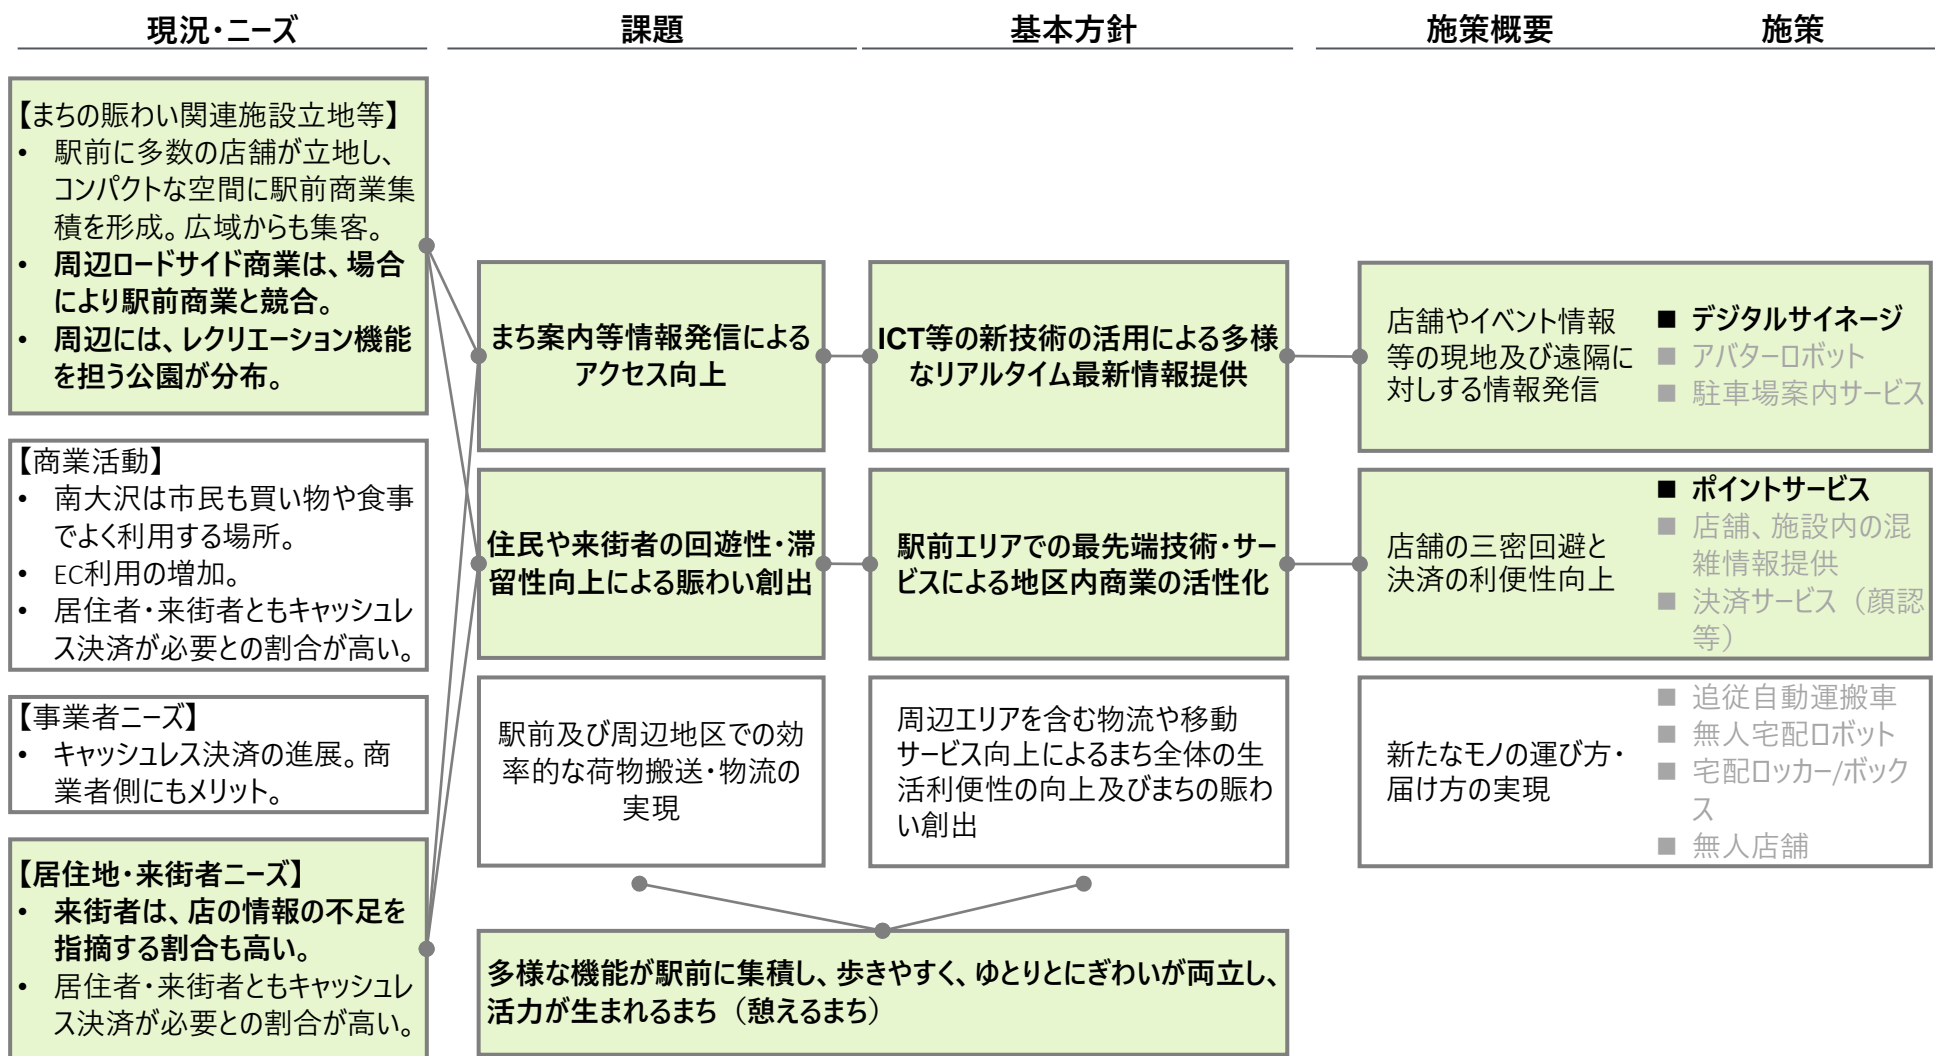 現況・ニーズ
課題
基本方針
施策概要
施策
【まちの賑わい関連施設立地等】
• 駅前に多数の店舗が立地し、
コンパクトな空間に駅前商業集
積を形成。広域からも集客。
• 周辺ロードサイド商業は、場合
により駅前商業と競合。
• 周辺には、レクリエーション機能
を担う公園が分布。
【商業活動】
• 南大沢は市民も買い物や食事
でよく利用する場所。
• EC利用の増加。
• 居住者・来街者ともキャッシュレ
ス決済が必要との割合が高い。
【事業者ニーズ】
• キャッシュレス決済の進展。商
業者側にもメリット。
【居住地・来街者ニーズ】
• 来街者は、店の情報の不足を
指摘する割合も高い。
• 居住者・来街者ともキャッシュレ
ス決済が必要との割合が高い。
まち案内等情報発信による
アクセス向上
ICT等の新技術の活用による多様
なリアルタイム最新情報提供
店舗やイベント情報
等の現地及び遠隔に
対しする情報発信
■ デジタルサイネージ
■ アバターロボット
■ 駐車場案内サービス
住民や来街者の回遊性・滞
留性向上による賑わい創出
駅前エリアでの最先端技術・サー
ビスによる地区内商業の活性化
店舗の三密回避と
決済の利便性向上
■ ポイントサービス
■ 店舗、施設内の混
雑情報提供
■ 決済サービス（顔認
等）
駅前及び周辺地区での効
率的な荷物搬送・物流の
実現
周辺エリアを含む物流や移動
サービス向上によるまち全体の生
活利便性の向上及びまちの賑わ
い創出
新たなモノの運び方・
届け方の実現
■ 追従自動運搬車
■ 無人宅配ロボット
■ 宅配ロッカー/ボック
ス
■ 無人店舗
多様な機能が駅前に集積し、歩きやすく、ゆとりとにぎわいが両立し、
活力が生まれるまち（憩えるまち）